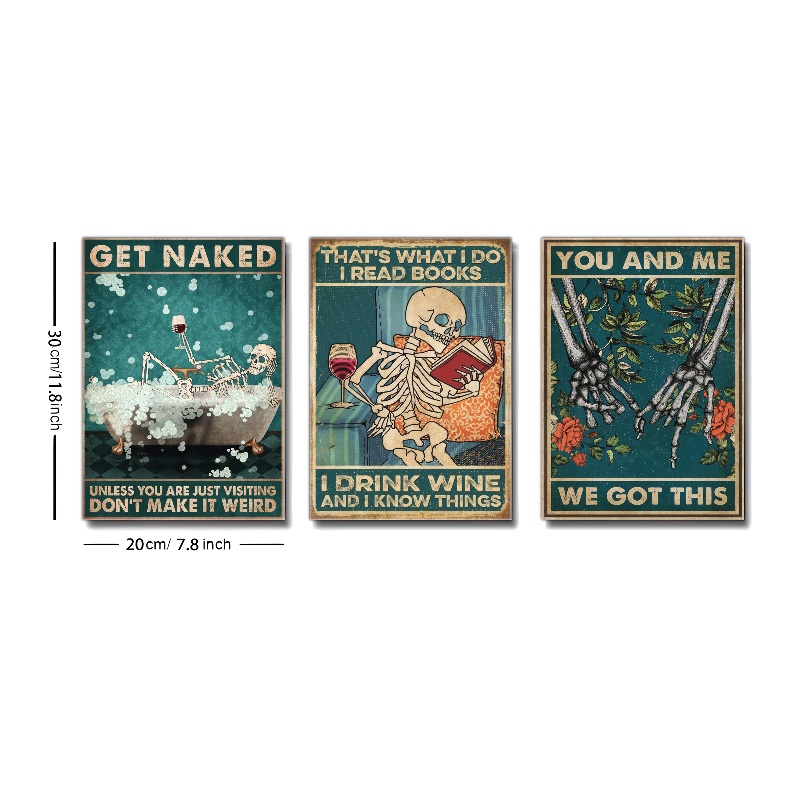 GET NAKED
UNLESS YOU ARE JUST VISITING
DON'T MAKE IT WEIRD
THAT'S WHAT I DO
I READ BOOKS
I DRINK WINE
AND I KNOW THINGS
YOU AND ME
WE GOT THIS
30cm/11.8inch
20cm/ 7.8 inch